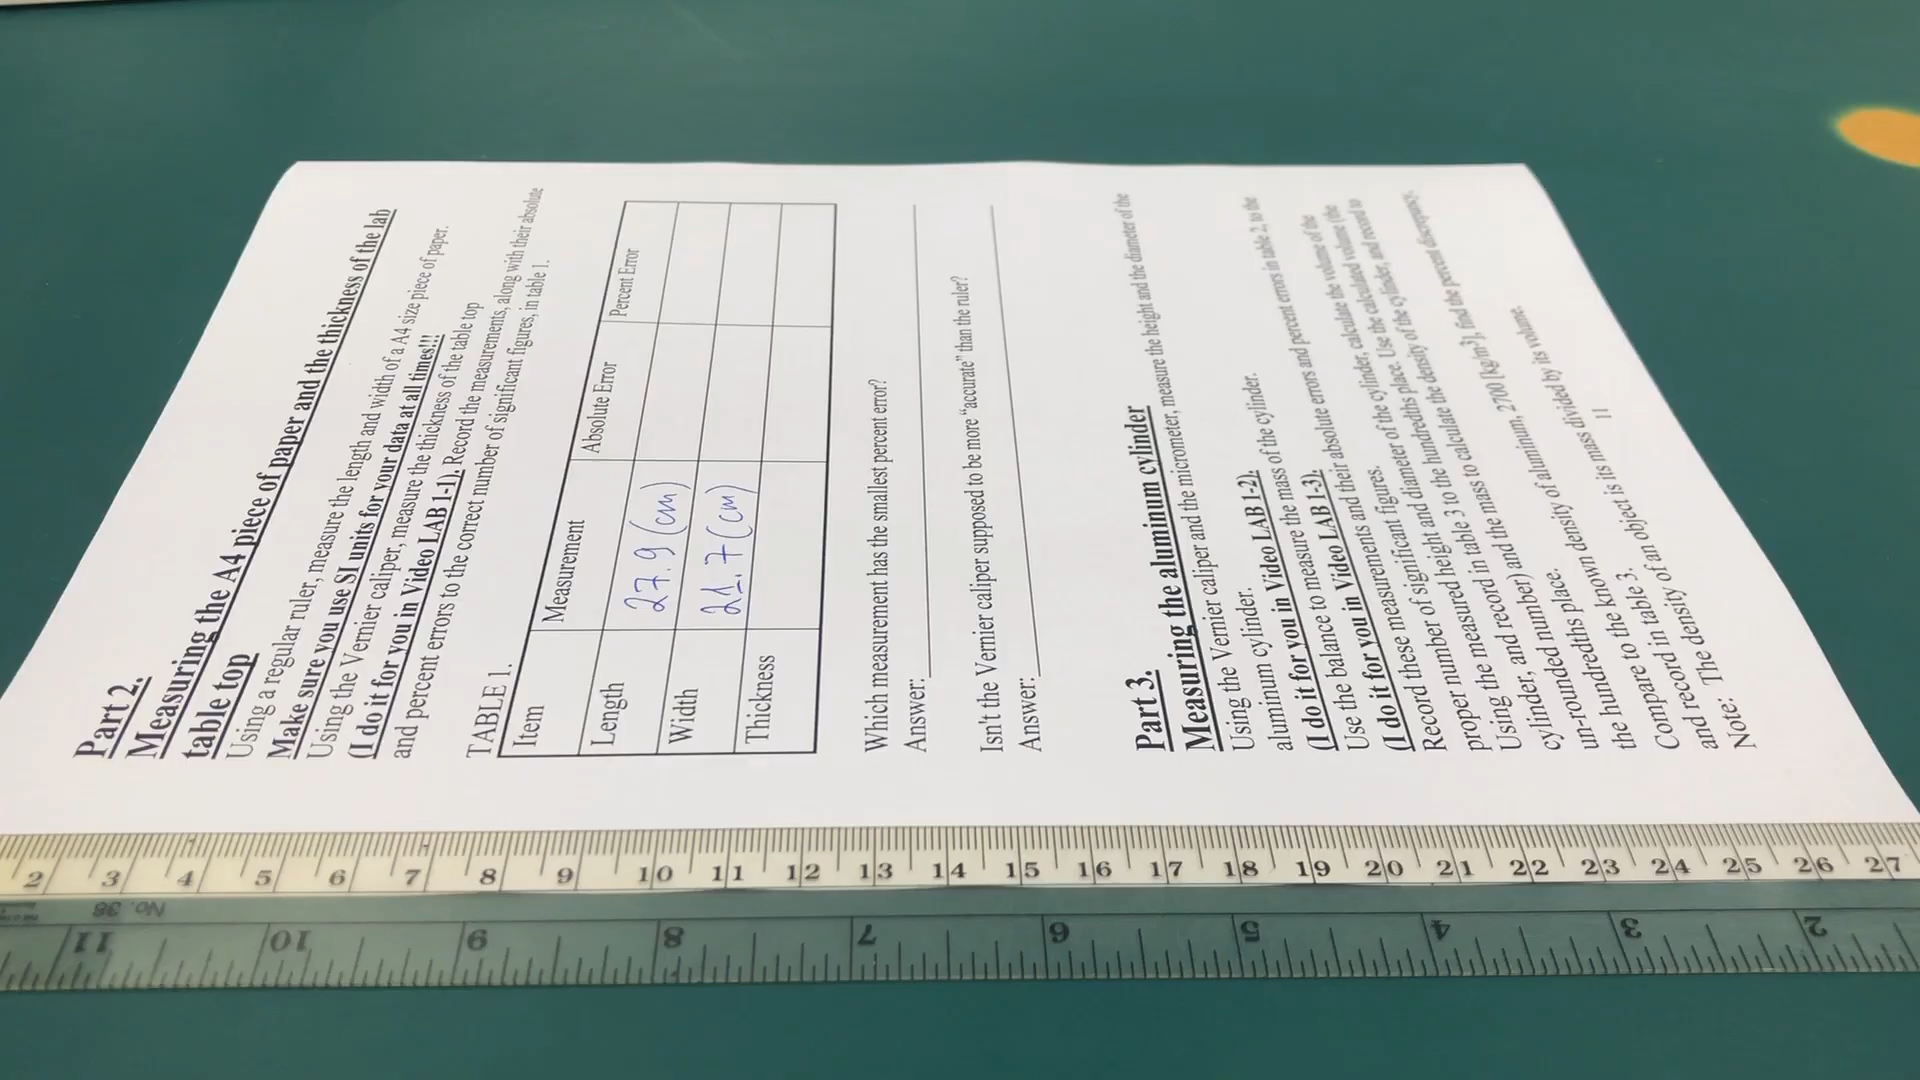 Part 2.
Measuring the A4 piece of paper and the thickness of the lab
table top
Using a regular ruler, measure the length and width of a A4 size piece of paper.
Make sure you use SI units for your data at all times!!!
Using the Vernier caliper, measure the thickness of the table top
(I do it for you in Video LAB 1-1). Record the measurements, along with their absolute
and percent errors to the correct number of significant figures, in table 1.
TABLE 1.
Item Measurement Absolute Error Percent Error
Length 27.9 (cm)
Width 21.7 (cm)
Thickness
Which measurement has the smallest percent error?
Answer:
Isn't the Vernier caliper supposed to be more “accurate” than the ruler?
Answer:
Part 3.
Measuring the aluminum cylinder
Using the Vernier caliper and the micrometer, measure the height and the diameter of the
aluminum cylinder.
(I do it for you in Video LAB 1-2).
Use the balance to measure the mass of the cylinder.
(I do it for you in Video LAB 1-3).
Record these measurements and their absolute errors and percent errors in table 2, to the
proper number of significant figures.
Using the measured height and diameter of the cylinder, calculate the volume of the
cylinder, and record in table 3 to the hundredths place. Use the calculated volume (the
un-rounded number) and the mass to calculate the density of the cylinder, and record to
the hundredths place.
Compare to the known density of aluminum, 2700 [kg/m³], find the percent discrepancy,
and record in table 3.
Note: The density of an object is its mass divided by its volume.
11
2 3 4 5 6 7 8 9 10 11 12 13 14 15 16 17 18 19 20 21 22 23 24 25 26 27
No. 36
11 10 9 8 7 6 5 4 3 2